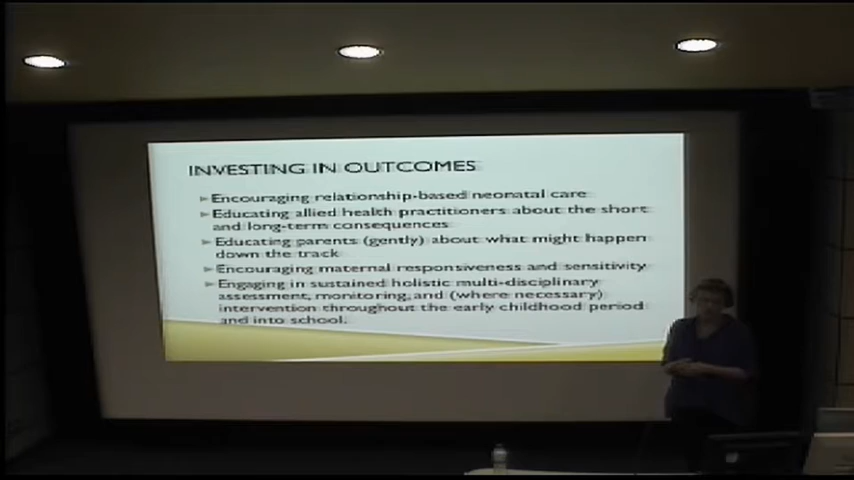 INVESTING IN OUTCOMES
Encouraging relationship-based neonatal care
Educating allied health practitioners about the short
and long-term consequences
Educating parents (gently) about what might happen
down the track
Encouraging maternal responsiveness and sensitivity
Engaging in sustained holistic multi-disciplinary
assessment, monitoring, and (where necessary)
intervention throughout the early childhood period
and into school.